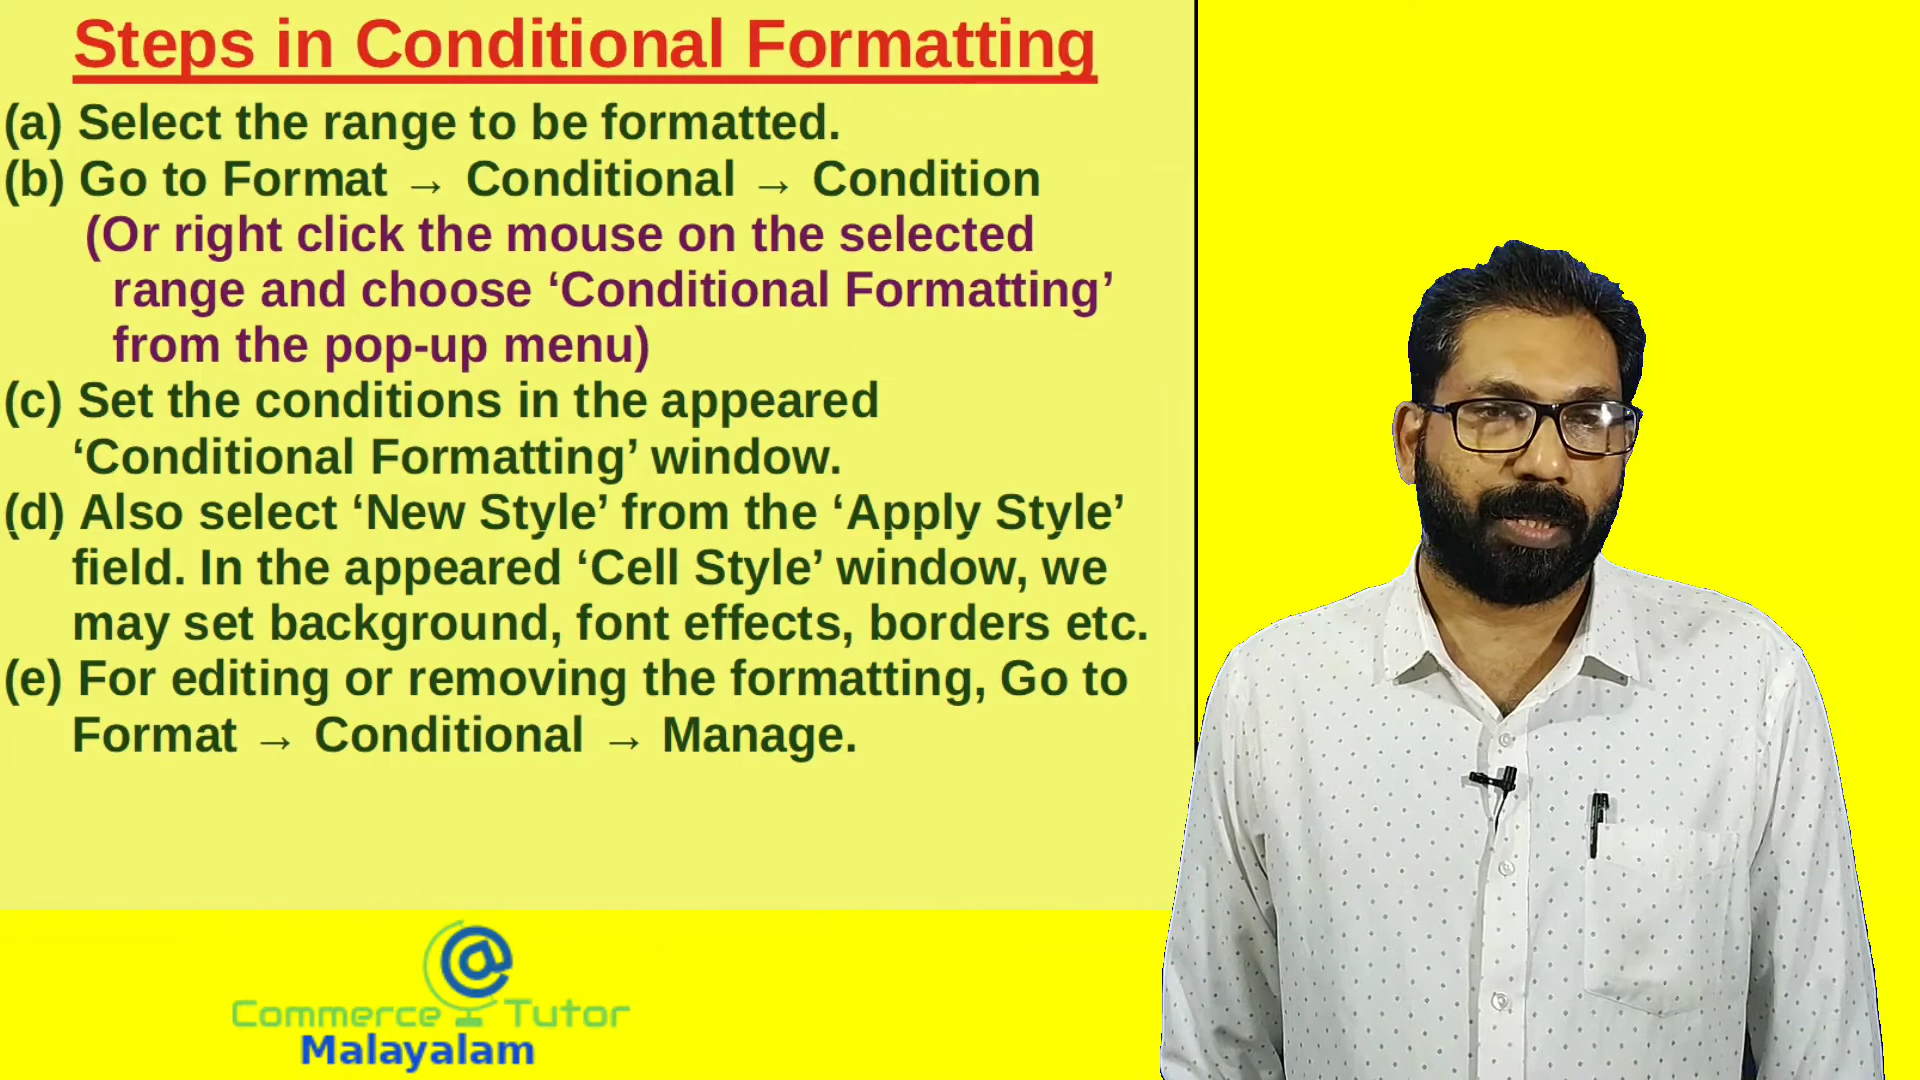 Steps in Conditional Formatting
(a) Select the range to be formatted.
(b) Go to Format → Conditional → Condition
(Or right click the mouse on the selected
range and choose ‘Conditional Formatting’
from the pop-up menu)
(c) Set the conditions in the appeared
‘Conditional Formatting’ window.
(d) Also select ‘New Style’ from the ‘Apply Style’
field. In the appeared ‘Cell Style’ window, we
may set background, font effects, borders etc.
(e) For editing or removing the formatting, Go to
Format → Conditional → Manage.
@
Commerce Tutor
Malayalam